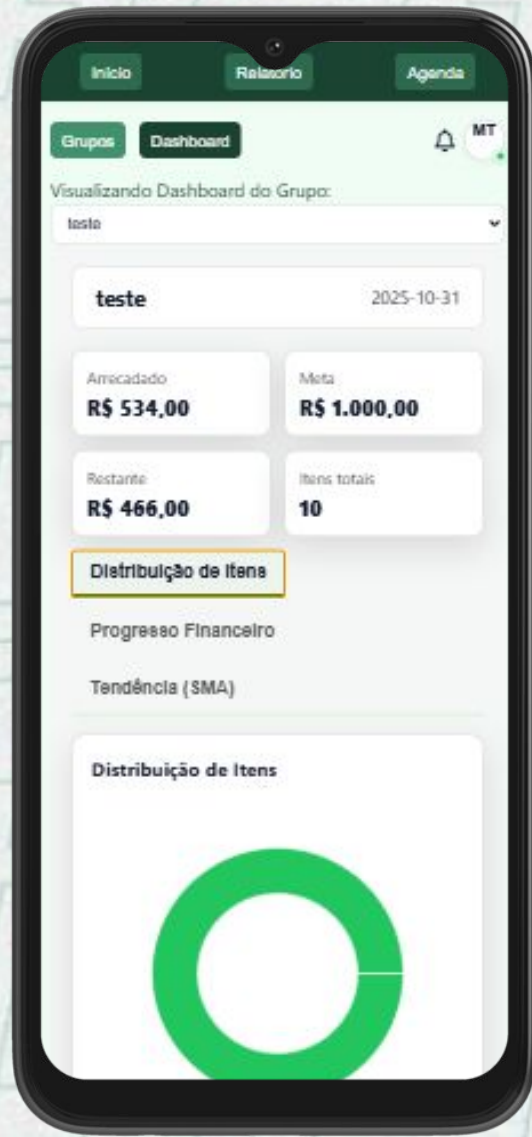 Início Relatorio Agenda
Grupos Dashboard MT
Visualizando Dashboard do Grupo:
teste
teste 2025-10-31
Arrecadado Meta
R$ 534,00 R$ 1.000,00
Restante Itens totais
R$ 466,00 10
Distribuição de Itens
Progresso Financeiro
Tendência (SMA)
Distribuição de Itens